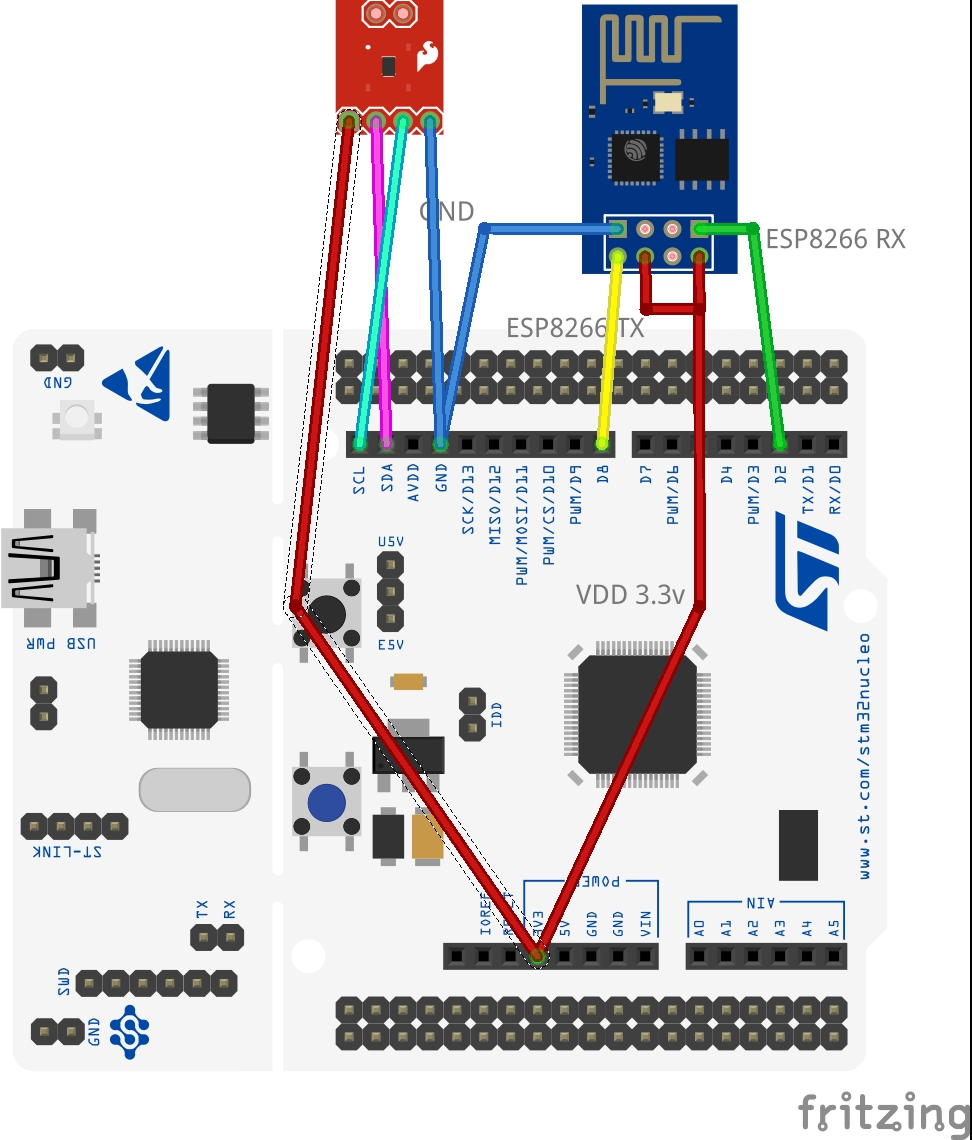 GND
ESP8266 RX
ESP8266 TX
GND
SCL
SDA
AVDD
GND
SCK/D13
MISO/D12
PWM/MOSI/D11
PWM/CS/D10
PWM/D9
D8
D7
PWM/D6
D4
PWM/D3
D2
TX/D1
RX/D0
U5V
VDD 3.3v
E5V
USB PWR
IDD
ST
www.st.com/stm32nucleo
ST-LINK
POWER
AIN
TX
RX
IOREF
3V3
5V
GND
GND
VIN
A0
A1
A2
A3
A4
A5
SWD
GND
fritzing